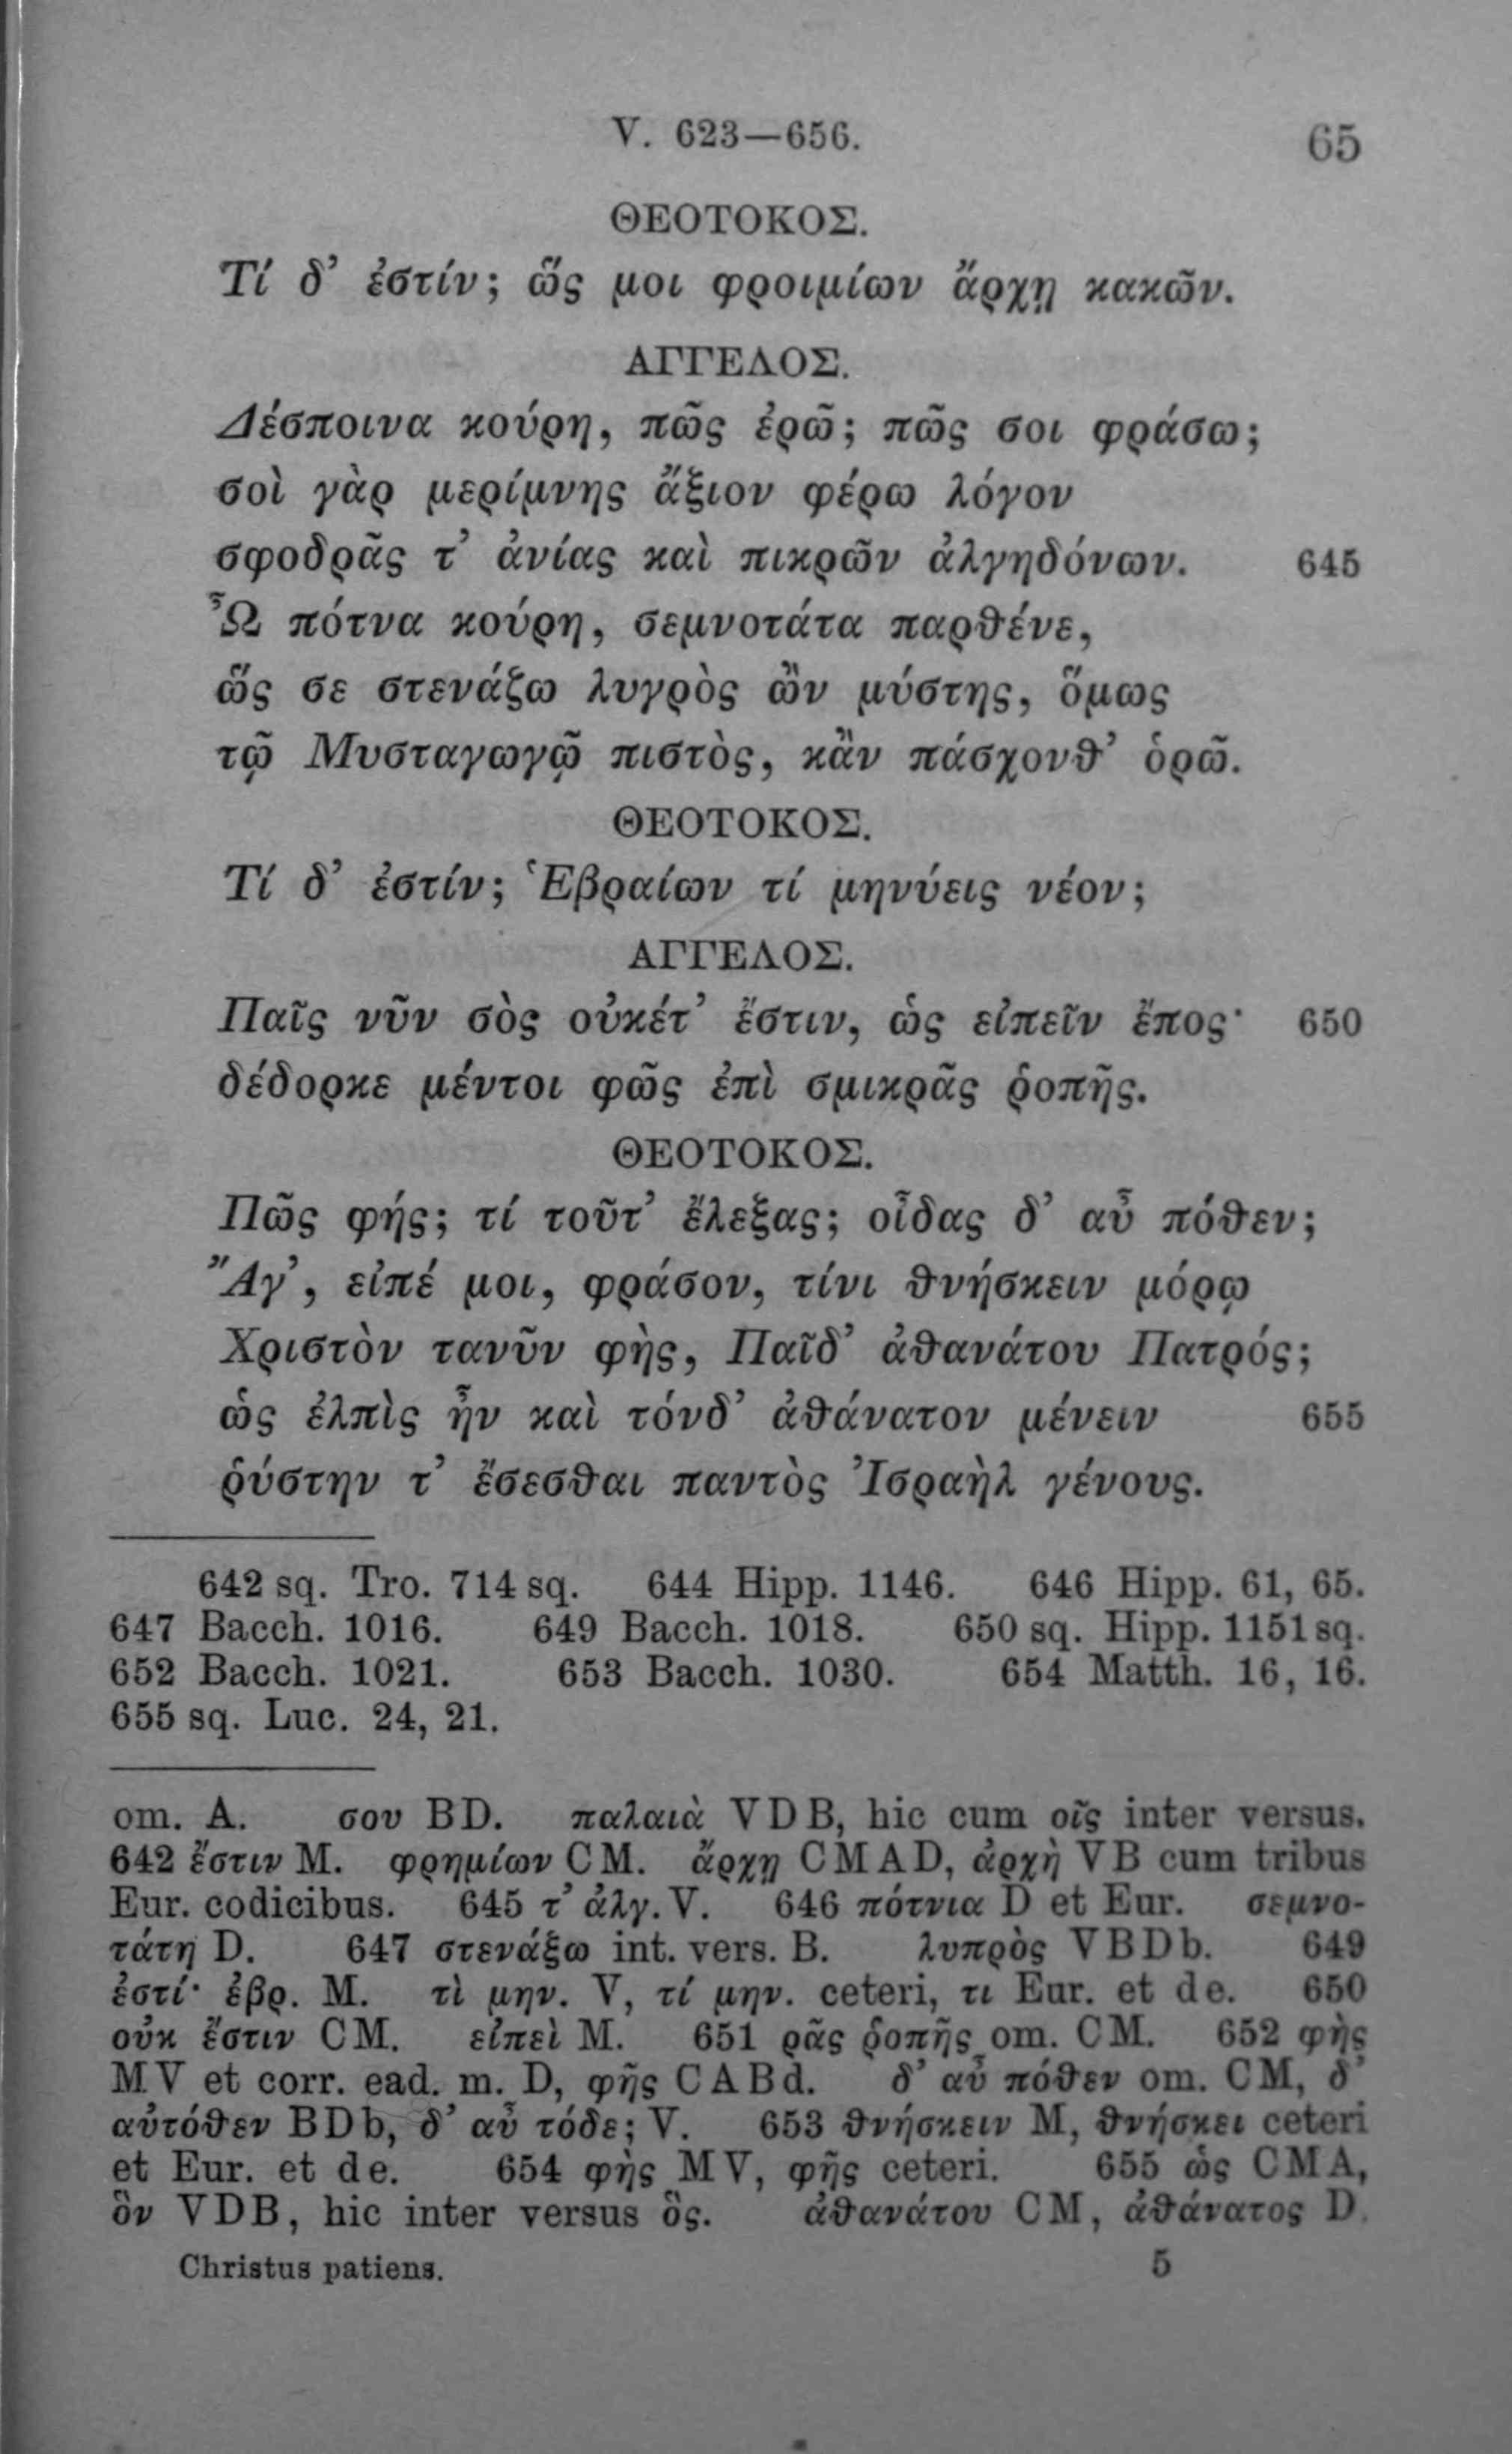 V. 623—656.
65
ΘΕΟΤΟΚΟΣ.
Τί δ’ ἐστίν; ὥς μοι φροιμίων ἄρχῃ κακῶν.
ΑΓΓΕΛΟΣ.
Δέσποινα κούρη, πῶς ἐρῶ; πῶς σοι φράσω;
σοὶ γὰρ μερίμνης ἄξιον φέρω λόγον
σφοδρᾶς τ’ ἀνίας καὶ πικρῶν ἀλγηδόνων. 645
Ὦ πότνα κούρη, σεμνοτάτα παρθένε,
ὥς σε στενάζω λυγρὸς ὢν μύστης, ὅμως
τῷ Μυσταγωγῷ πιστὸς, κἂν πάσχονθ’ ὁρῶ.
ΘΕΟΤΟΚΟΣ.
Τί δ’ ἐστίν; Ἑβραίων τί μηνύεις νέον;
ΑΓΓΕΛΟΣ.
Παῖς νῦν σὸς οὐκέτ’ ἔστιν, ὡς εἰπεῖν ἔπος· 650
δέδορκε μέντοι φῶς ἐπὶ σμικρᾶς ῥοπῆς.
ΘΕΟΤΟΚΟΣ.
Πῶς φής; τί τοῦτ’ ἔλεξας; οἶδας δ’ αὖ πόθεν;
Ἄγ’, εἰπέ μοι, φράσον, τίνι θνήσκειν μόρῳ
Χριστὸν τανῦν φὴς, Παῖδ’ ἀθανάτου Πατρός;
ὡς ἐλπὶς ἦν καὶ τόνδ’ ἀθάνατον μένειν 655
ῥύστην τ’ ἔσεσθαι παντὸς Ἰσραὴλ γένους.
642 sq. Tro. 714 sq. 644 Hipp. 1146. 646 Hipp. 61, 65.
647 Bacch. 1016. 649 Bacch. 1018. 650 sq. Hipp. 1151 sq.
652 Bacch. 1021. 653 Bacch. 1030. 654 Matth. 16, 16.
655 sq. Luc. 24, 21.
om. A. σου BD. παλαιὰ VDB, hic cum οἷς inter versus.
642 ἔστιν M. φρημίων CM. ἄρχῃ CMAD, ἀρχὴ VB cum tribus
Eur. codicibus. 645 τ’ ἀλγ. V. 646 πότνια D et Eur. σεμνο-
τάτη D. 647 στενάξω int. vers. B. λυπρὸς VBDb. 649
ἐστί· ἑβρ. M. τὶ μην. V, τί μην. ceteri, τι Eur. et de. 650
οὐκ ἔστιν CM. εἰπεὶ M. 651 ρᾶς ῥοπῆς om. CM. 652 φὴς
MV et corr. ead. m. D, φῆς CABd. δ’ αὖ πόθεν om. CM, δ’
αὐτόθεν BDb, δ’ αὖ τόδε; V. 653 θνήσκειν M, θνήσκει ceteri
et Eur. et de. 654 φὴς MV, φῆς ceteri. 655 ὡς CMA,
ὃν VDB, hic inter versus ὃς. ἀθανάτου CM, ἀθάνατος D.
Christus patiens. 5